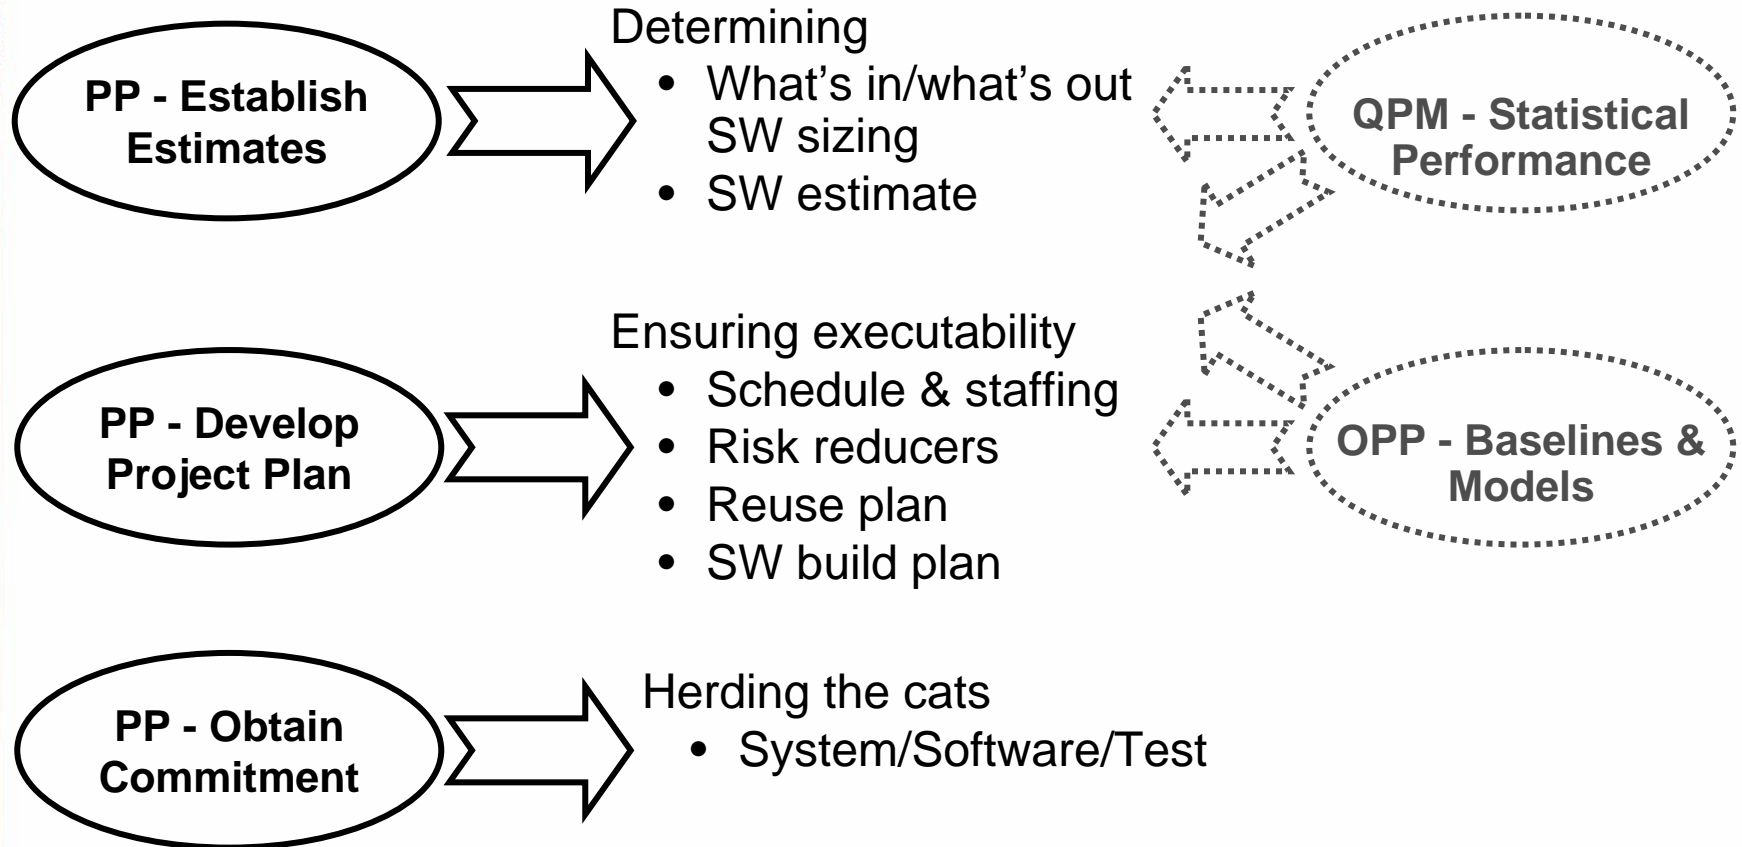 PP - Establish
Estimates
Determining
• What's in/what's out
SW sizing
• SW estimate
QPM - Statistical
Performance
PP - Develop
Project Plan
Ensuring executability
• Schedule & staffing
• Risk reducers
• Reuse plan
• SW build plan
OPP - Baselines &
Models
PP - Obtain
Commitment
Herding the cats
• System/Software/Test